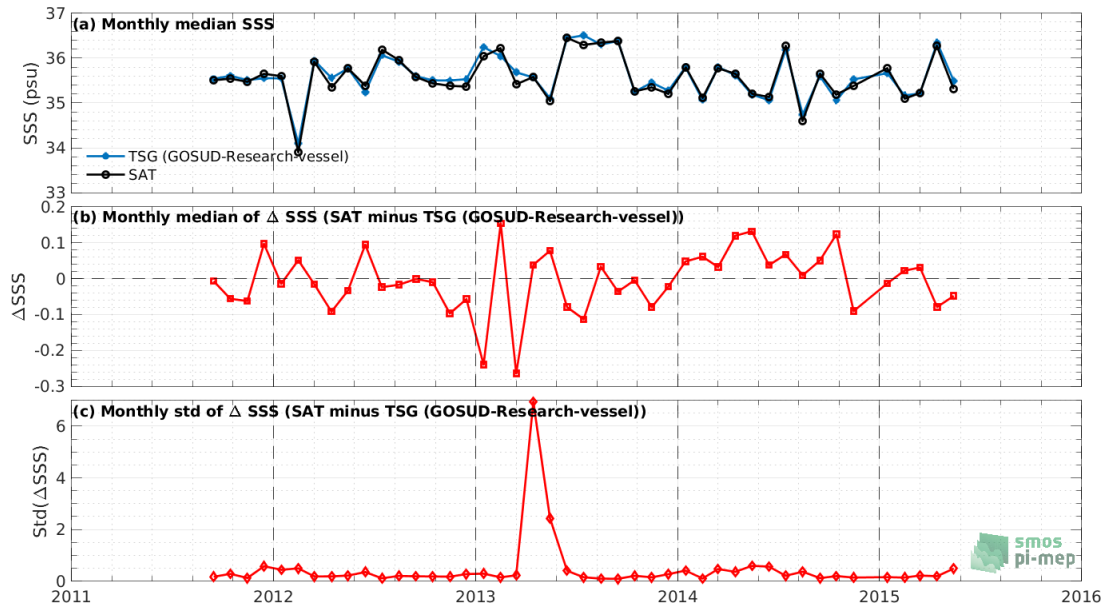 (a) Monthly median SSS
37
36
35
34
33
SSS (psu)
TSG (GOSUD-Research-vessel)
SAT
(b) Monthly median of Δ SSS (SAT minus TSG (GOSUD-Research-vessel))
0.2
0.1
0
-0.1
-0.2
-0.3
ΔSSS
(c) Monthly std of Δ SSS (SAT minus TSG (GOSUD-Research-vessel))
6
4
2
0
Std(ΔSSS)
smos
pi-mep
2011 2012 2013 2014 2015 2016